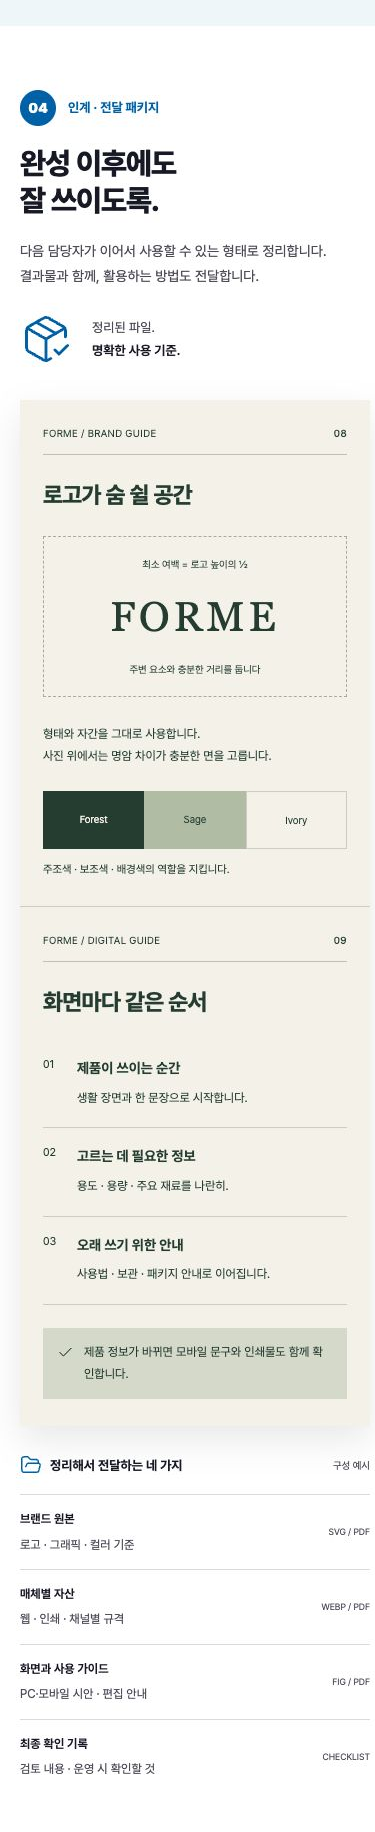 04 인계 · 전달 패키지
완성 이후에도
잘 쓰이도록.
다음 담당자가 이어서 사용할 수 있는 형태로 정리합니다.
결과물과 함께, 활용하는 방법도 전달합니다.
정리된 파일.
명확한 사용 기준.
FORME / BRAND GUIDE 08
로고가 숨 쉴 공간
최소 여백 = 로고 높이의 ½
FORME
주변 요소와 충분한 거리를 둡니다
형태와 자간을 그대로 사용합니다.
사진 위에서는 명암 차이가 충분한 면을 고릅니다.
Forest Sage Ivory
주조색 · 보조색 · 배경색의 역할을 지킵니다.
FORME / DIGITAL GUIDE 09
화면마다 같은 순서
01 제품이 쓰이는 순간
생활 장면과 한 문장으로 시작합니다.
02 고르는 데 필요한 정보
용도 · 용량 · 주요 재료를 나란히.
03 오래 쓰기 위한 안내
사용법 · 보관 · 패키지 안내로 이어집니다.
제품 정보가 바뀌면 모바일 문구와 인쇄물도 함께 확
인합니다.
정리해서 전달하는 네 가지 구성 예시
브랜드 원본
로고 · 그래픽 · 컬러 기준 SVG / PDF
매체별 자산
웹 · 인쇄 · 채널별 규격 WEBP / PDF
화면과 사용 가이드
PC·모바일 시안 · 편집 안내 FIG / PDF
최종 확인 기록
검토 내용 · 운영 시 확인할 것 CHECKLIST